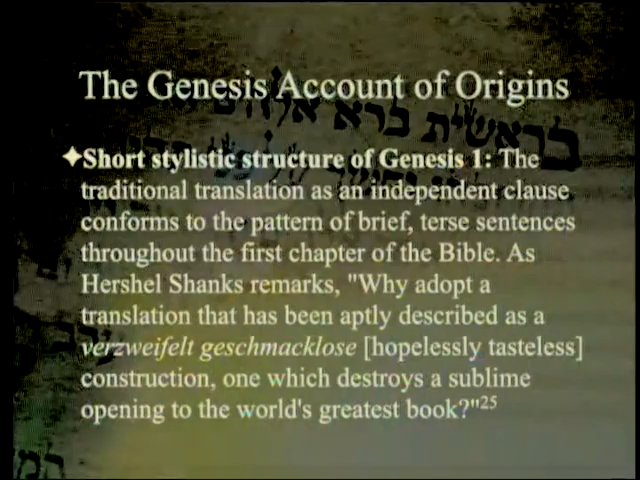 The Genesis Account of Origins
בראשית ברא אלהים
✦Short stylistic structure of Genesis 1: The
traditional translation as an independent clause
conforms to the pattern of brief, terse sentences
throughout the first chapter of the Bible. As
Hershel Shanks remarks, "Why adopt a
translation that has been aptly described as a
verzweifelt geschmacklose [hopelessly tasteless]
construction, one which destroys a sublime
opening to the world's greatest book?"25